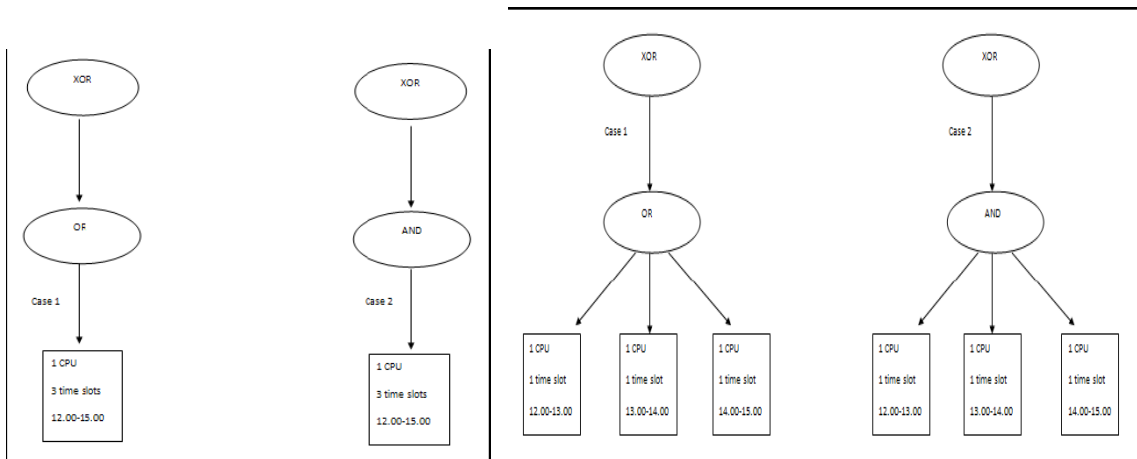 XOR
OF
Case 1
1 CPU
3 time slots
12.00-15.00
XOR
AND
Case 2
1 CPU
3 time slots
12.00-15.00
XOR
Case 1
OR
1 CPU
1 time slot
12.00-13.00
1 CPU
1 time slot
13.00-14.00
1 CPU
1 time slot
14.00-15.00
XOR
Case 2
AND
1 CPU
1 time slot
12.00-13.00
1 CPU
1 time slot
13.00-14.00
1 CPU
1 time slot
14.00-15.00